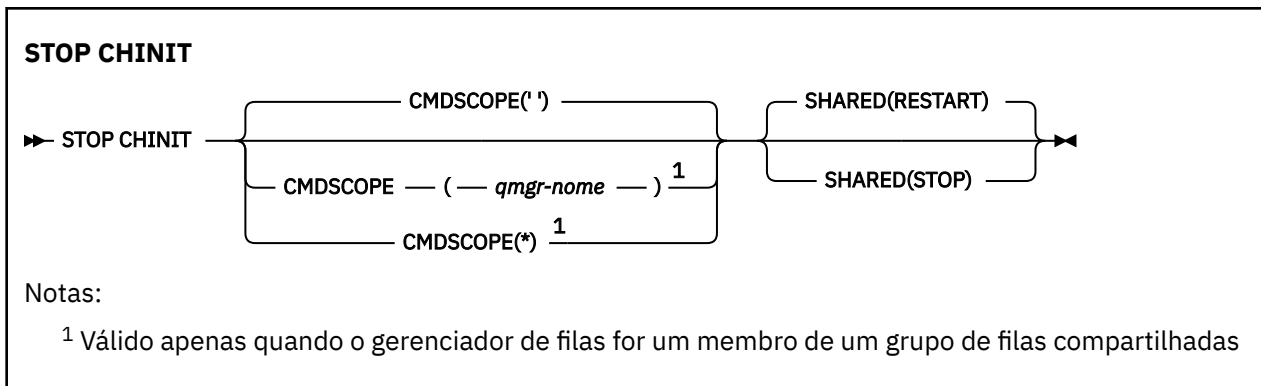 STOP CHINIT
CMDSCOPE(' ') SHARED(RESTART)
STOP CHINIT
CMDSCOPE ( qmgr-nome ) 1 SHARED(STOP)
CMDSCOPE(*) 1
Notas:
1 Válido apenas quando o gerenciador de filas for um membro de um grupo de filas compartilhadas